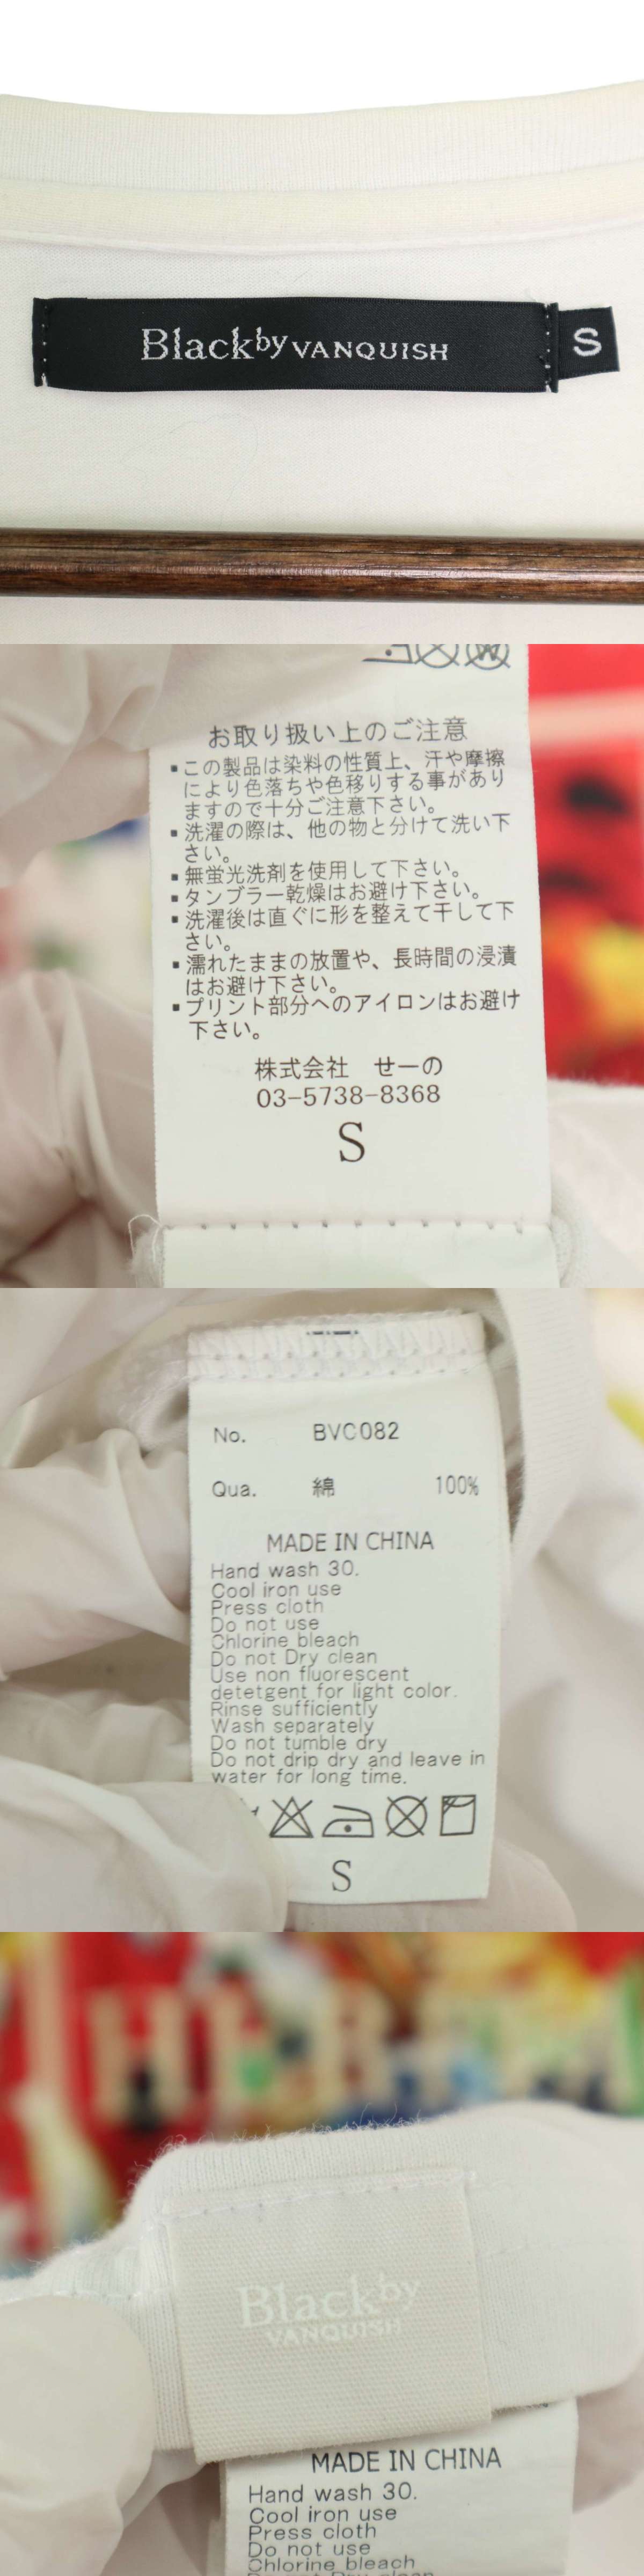 Blackby VANQUISH S
お取り扱い上のご注意
▪この製品は染料の性質上、汗や摩擦
により色落ちや色移りする事があり
ますので十分ご注意下さい。
▪洗濯の際は、他の物と分けて洗い下
さい。
▪無蛍光洗剤を使用して下さい。
▪タンブラー乾燥はお避け下さい。
▪洗濯後は直ぐに形を整えて干して下
さい。
▪濡れたままの放置や、長時間の浸漬
はお避け下さい。
▪プリント部分へのアイロンはお避け
下さい。
株式会社 せーの
03-5738-8368
S
No. BVC082
Qua. 綿 100%
MADE IN CHINA
Hand wash 30.
Cool iron use
Press cloth
Do not use
Chlorine bleach
Do not Dry clean
Use non fluorescent
detetgent for light color.
Rinse sufficiently
Wash separately
Do not tumble dry
Do not drip dry and leave in
water for long time.
S
Blackby
VANQUISH
MADE IN CHINA
Hand wash 30.
Cool iron use
Press cloth
Do not use
Chlorine bleach